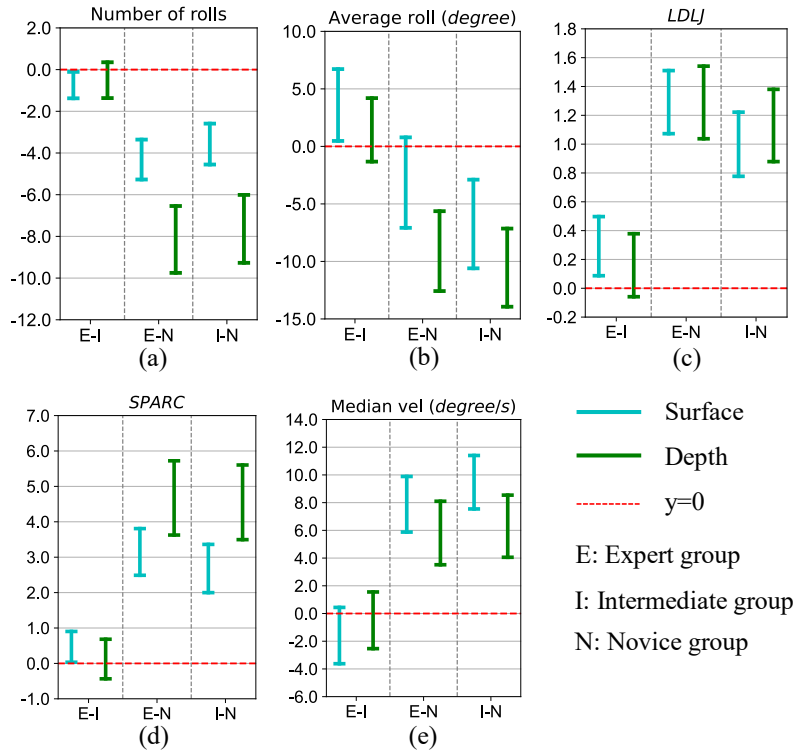 Number of rolls
2.0
0.0
-2.0
-4.0
-6.0
-8.0
-10.0
-12.0
E-I E-N I-N
(a)
Average roll (degree)
10.0
5.0
0.0
-5.0
-10.0
-15.0
E-I E-N I-N
(b)
LDLJ
1.8
1.6
1.4
1.2
1.0
0.8
0.6
0.4
0.2
0.0
-0.2
E-I E-N I-N
(c)
SPARC
7.0
6.0
5.0
4.0
3.0
2.0
1.0
0.0
-1.0
E-I E-N I-N
(d)
Median vel (degree/s)
14.0
12.0
10.0
8.0
6.0
4.0
2.0
0.0
-2.0
-4.0
-6.0
E-I E-N I-N
(e)
Surface
Depth
y=0
E: Expert group
I: Intermediate group
N: Novice group